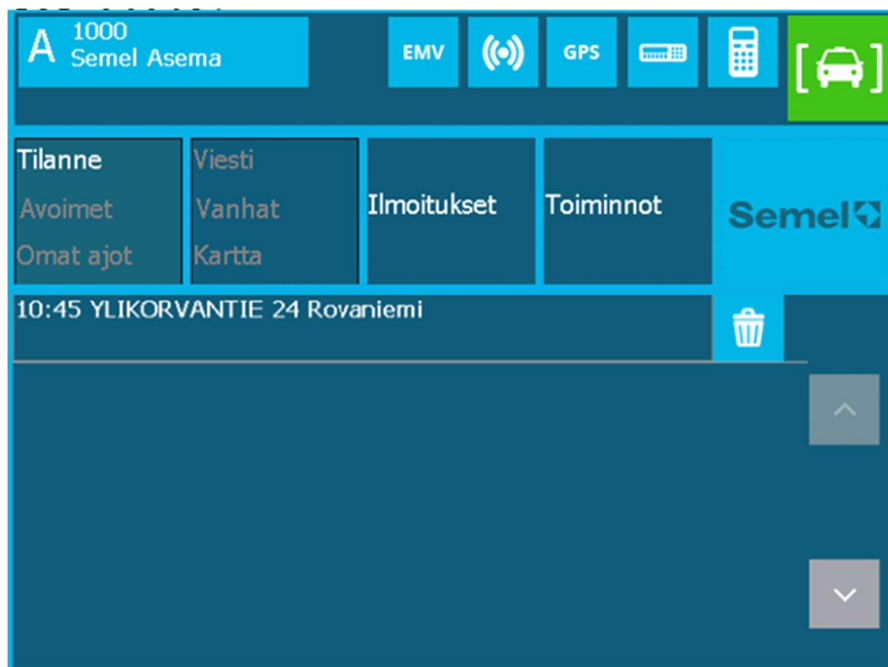 A
1000
Semel Asema
EMV
GPS
Tilanne
Avoimet
Omat ajot
Viesti
Vanhat
Kartta
Ilmoitukset
Toiminnot
Semel
10:45 YLIKORVANTIE 24 Rovaniemi